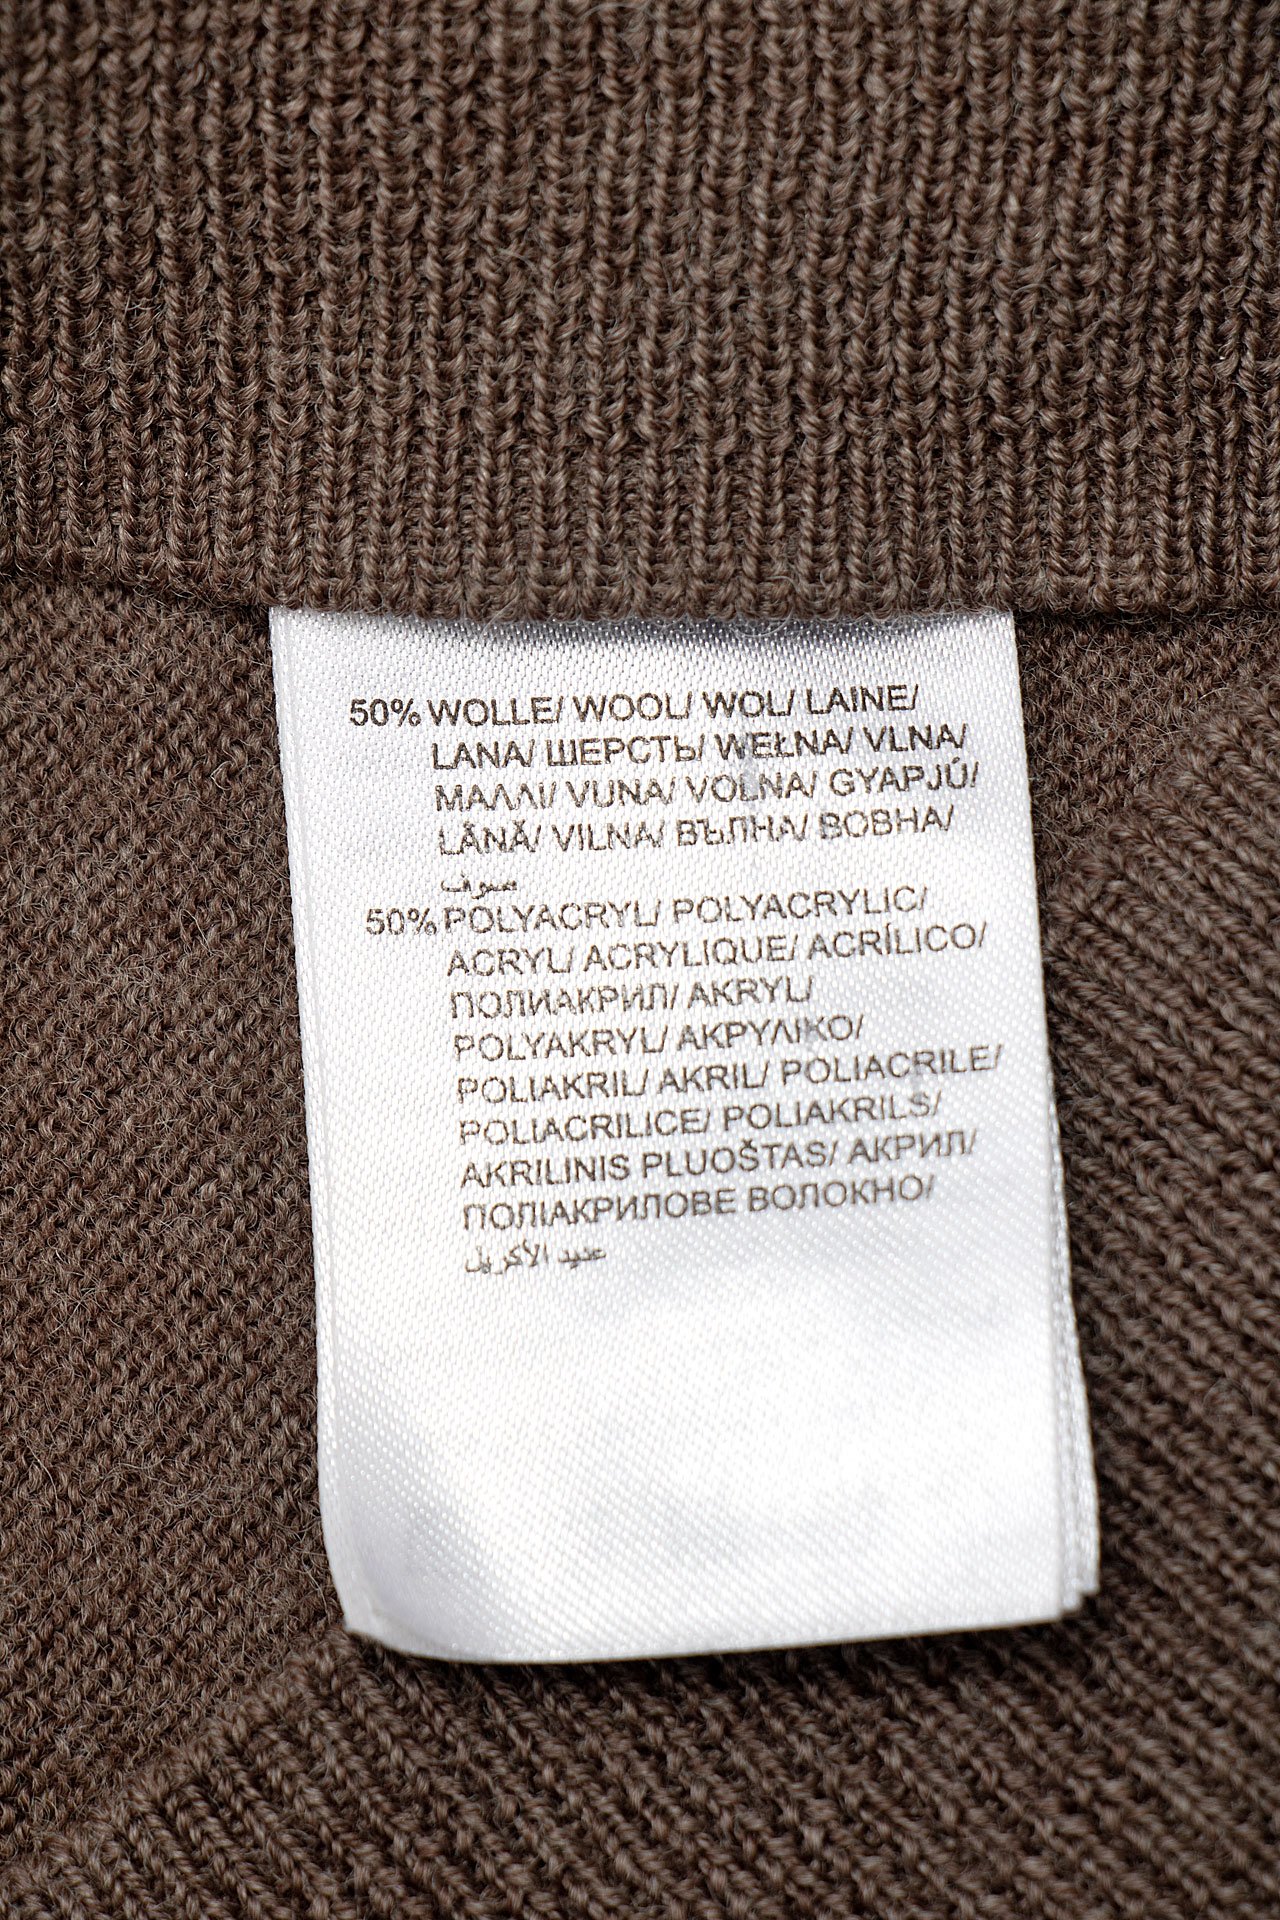 50% WOLLE/ WOOL/ WOL/ LAINE/
LANA/ ШЕРСТЬ/ WEŁNA/ VLNA/
ΜΑΛΛΙ/ VUNA/ VOLNA/ GYAPJÚ/
LÂNĂ/ VILNA/ ВЪЛНА/ ВОВНА/
صوف
50% POLYACRYL/ POLYACRYLIC/
ACRYL/ ACRYLIQUE/ ACRÍLICO/
ПОЛИАКРИЛ/ AKRYL/
POLYAKRYL/ ΑΚΡΥΛΙΚΟ/
POLIAKRIL/ AKRIL/ POLIACRILE/
POLIACRILICE/ POLIAKRILS/
AKRILINIS PLUOŠTAS/ АКРИЛ/
ПОЛІАКРИЛОВЕ ВОЛОКНО/
عديد الأكريل